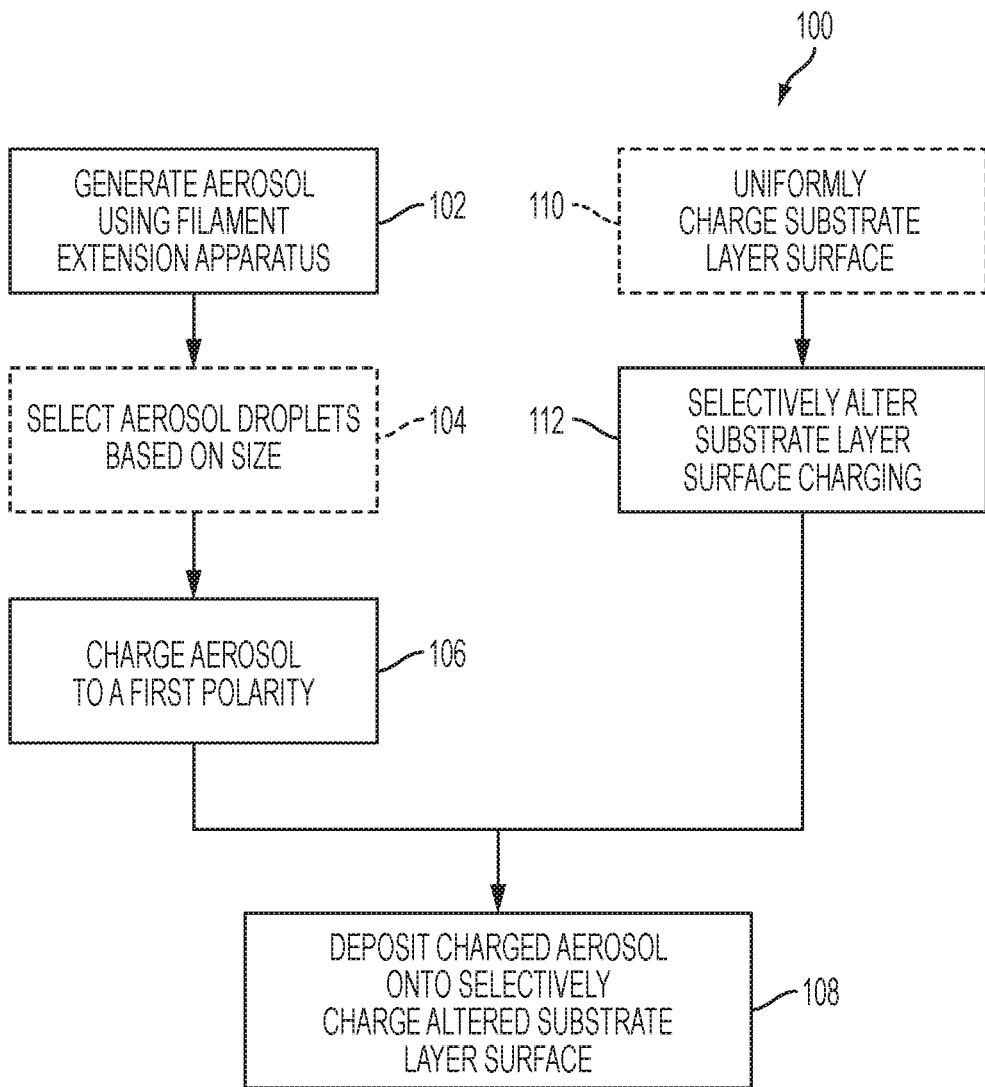 100
GENERATE AEROSOL
USING FILAMENT
EXTENSION APPARATUS
102
110
UNIFORMLY
CHARGE SUBSTRATE
LAYER SURFACE
SELECT AEROSOL DROPLETS
BASED ON SIZE
104
112
SELECTIVELY ALTER
SUBSTRATE LAYER
SURFACE CHARGING
CHARGE AEROSOL
TO A FIRST POLARITY
106
DEPOSIT CHARGED AEROSOL
ONTO SELECTIVELY
CHARGE ALTERED SUBSTRATE
LAYER SURFACE
108